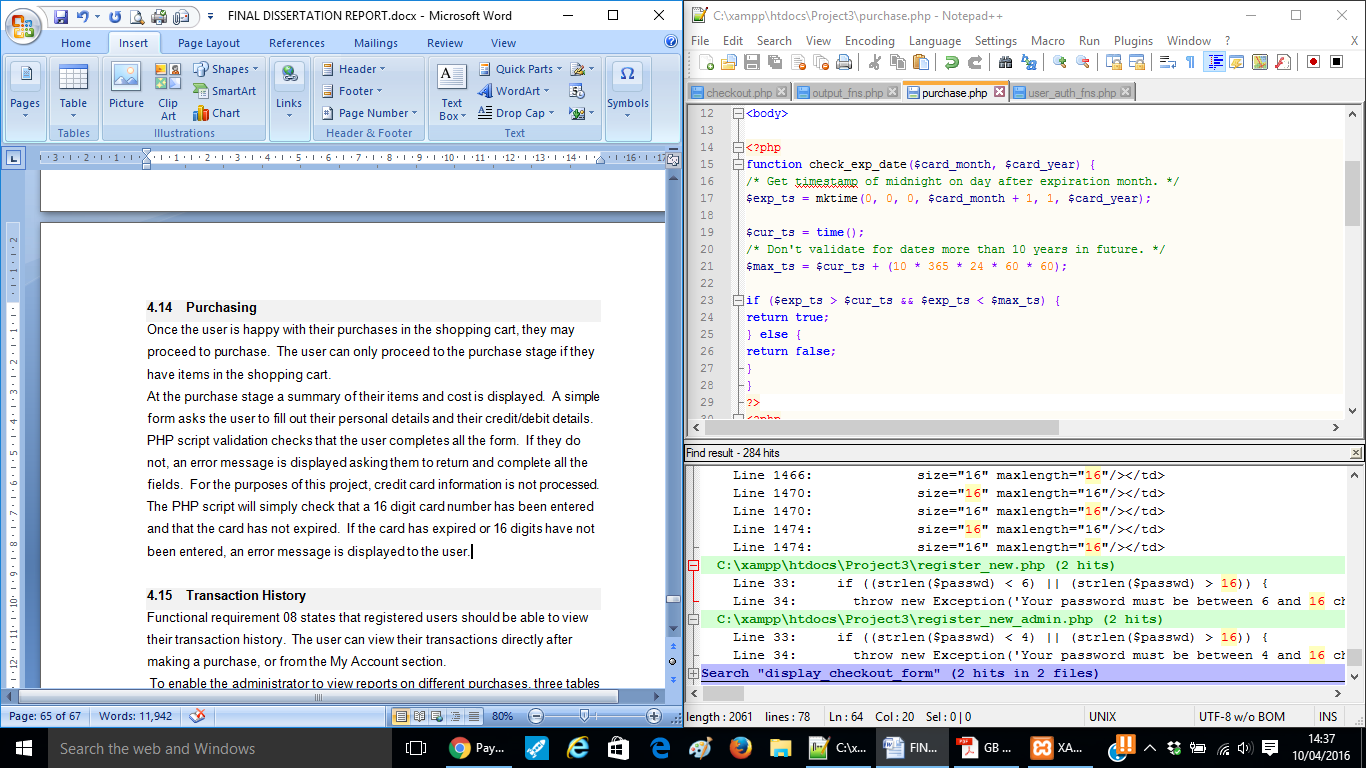 FINAL DISSERTATION REPORT.docx - Microsoft Word
Home Insert Page Layout References Mailings Review View
Pages Table Picture Clip Art Shapes SmartArt Chart Links Header Footer Page Number Text Box Quick Parts WordArt Drop Cap Symbols
Tables Illustrations Header & Footer Text
4.14 Purchasing
Once the user is happy with their purchases in the shopping cart, they may
proceed to purchase. The user can only proceed to the purchase stage if they
have items in the shopping cart.
At the purchase stage a summary of their items and cost is displayed. A simple
form asks the user to fill out their personal details and their credit/debit details.
PHP script validation checks that the user completes all the form. If they do
not, an error message is displayed asking them to return and complete all the
fields. For the purposes of this project, credit card information is not processed.
The PHP script will simply check that a 16 digit card number has been entered
and that the card has not expired. If the card has expired or 16 digits have not
been entered, an error message is displayed to the user.
4.15 Transaction History
Functional requirement 08 states that registered users should be able to view
their transaction history. The user can view their transactions directly after
making a purchase, or from the My Account section.
To enable the administrator to view reports on different purchases, three tables
Page: 65 of 67 Words: 11,942 80%
C:\xampp\htdocs\Project3\purchase.php - Notepad++
File Edit Search View Encoding Language Settings Macro Run Plugins Window ? X
checkout.php output_fns.php purchase.php user_auth_fns.php
12 <body>
13
14 <?php
15 function check_exp_date($card_month, $card_year) {
16 /* Get timestamp of midnight on day after expiration month. */
17 $exp_ts = mktime(0, 0, 0, $card_month + 1, 1, $card_year);
18
19 $cur_ts = time();
20 /* Don't validate for dates more than 10 years in future. */
21 $max_ts = $cur_ts + (10 * 365 * 24 * 60 * 60);
22
23 if ($exp_ts > $cur_ts && $exp_ts < $max_ts) {
24 return true;
25 } else {
26 return false;
27 }
28 }
29 ?>
30 <?php
Find result - 284 hits
Line 1466: size="16" maxlength="16"/></td>
Line 1470: size="16" maxlength="16"/></td>
Line 1470: size="16" maxlength="16"/></td>
Line 1474: size="16" maxlength="16"/></td>
Line 1474: size="16" maxlength="16"/></td>
C:\xampp\htdocs\Project3\register_new.php (2 hits)
Line 33: if ((strlen($passwd) < 6) || (strlen($passwd) > 16)) {
Line 34: throw new Exception('Your password must be between 6 and 16 ch
C:\xampp\htdocs\Project3\register_new_admin.php (2 hits)
Line 33: if ((strlen($passwd) < 4) || (strlen($passwd) > 16)) {
Line 34: throw new Exception('Your password must be between 4 and 16 ch
Search "display_checkout_form" (2 hits in 2 files)
length : 2061 lines : 78 Ln : 64 Col : 20 Sel : 0 | 0 UNIX UTF-8 w/o BOM INS
Search the web and Windows Pay... C:\x... FIN... GB ... XA... 14:37
10/04/2016